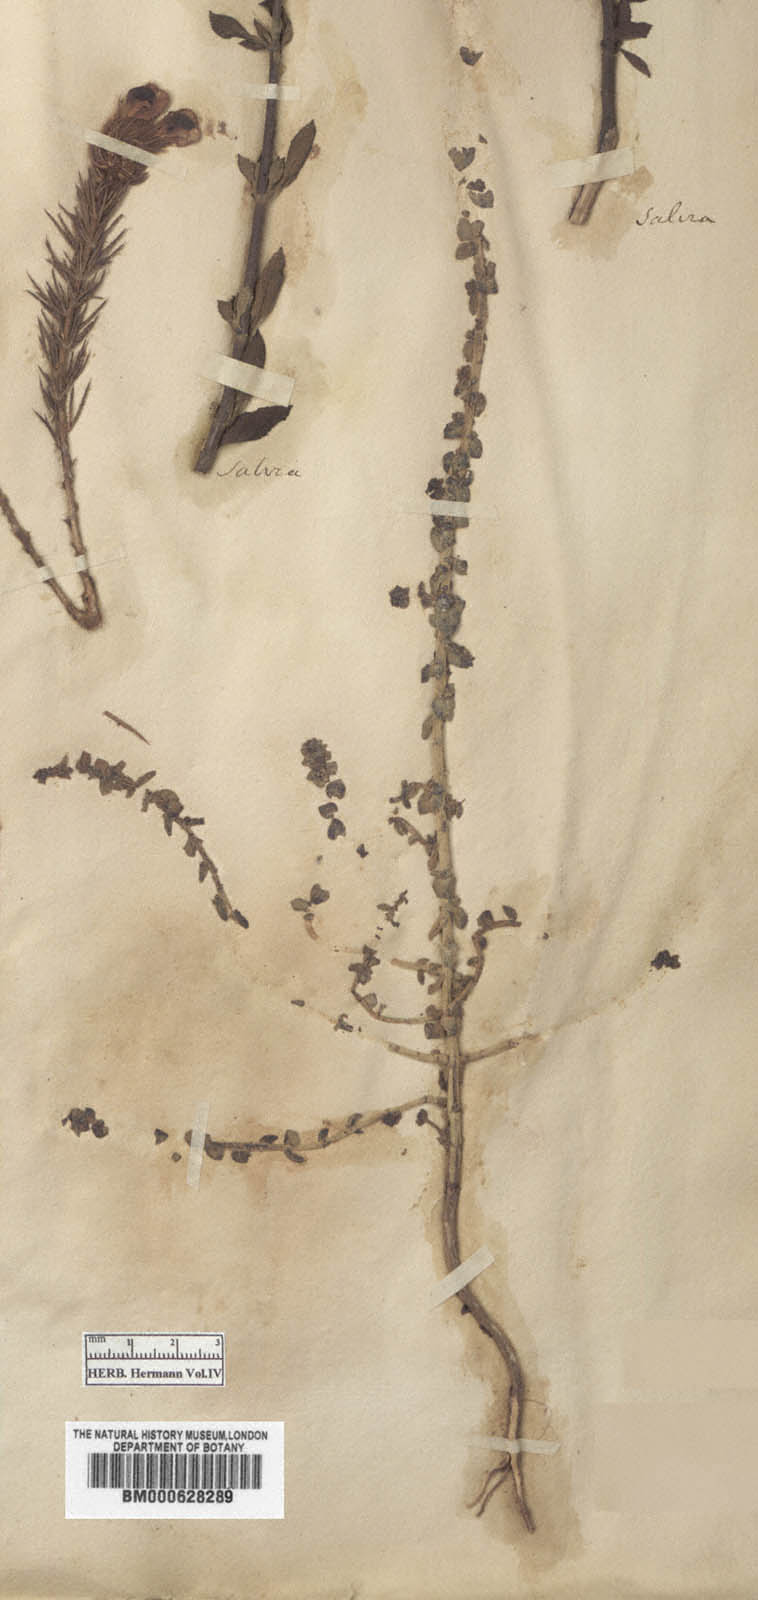 Salvia
Salvia
mm 1 2 3
HERB. Hermann Vol.IV
THE NATURAL HISTORY MUSEUM,LONDON
DEPARTMENT OF BOTANY
BM000628289